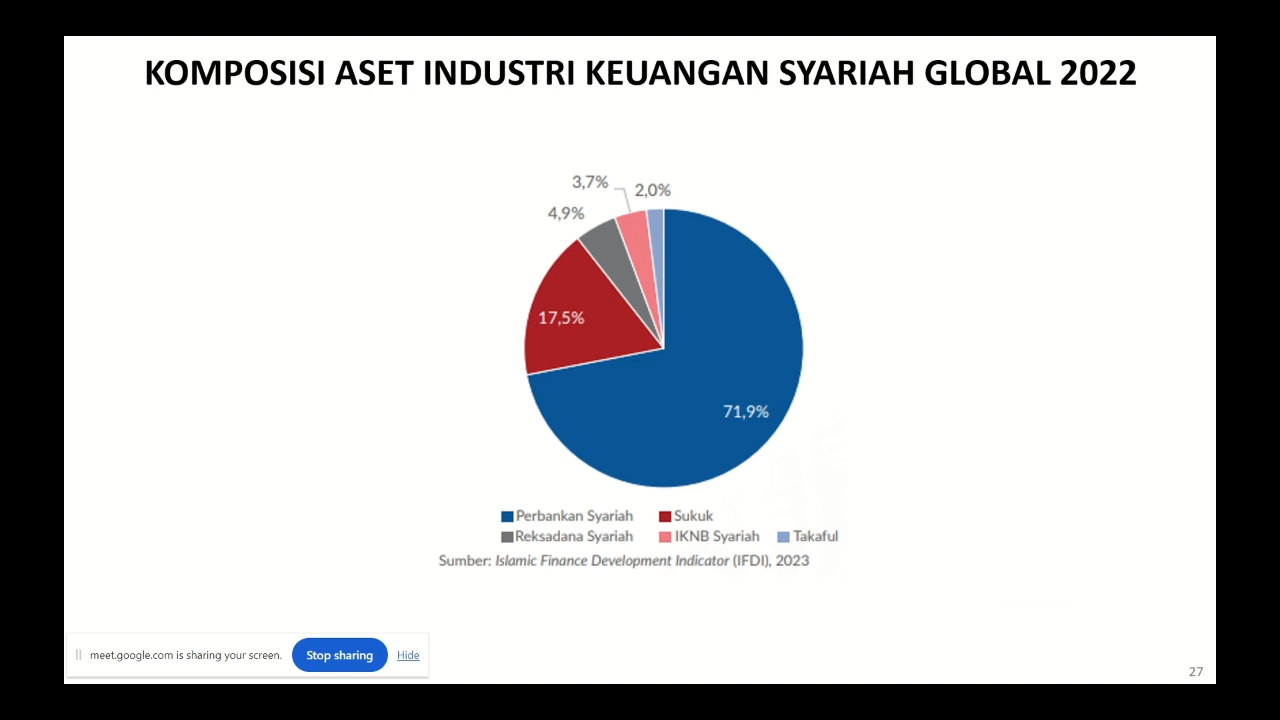 KOMPOSISI ASET INDUSTRI KEUANGAN SYARIAH GLOBAL 2022
3,7%
2,0%
4,9%
17,5%
71,9%
Perbankan Syariah
Sukuk
Reksadana Syariah
IKNB Syariah
Takaful
Sumber: Islamic Finance Development Indicator (IFDI), 2023
meet.google.com is sharing your screen.
Stop sharing
Hide
27